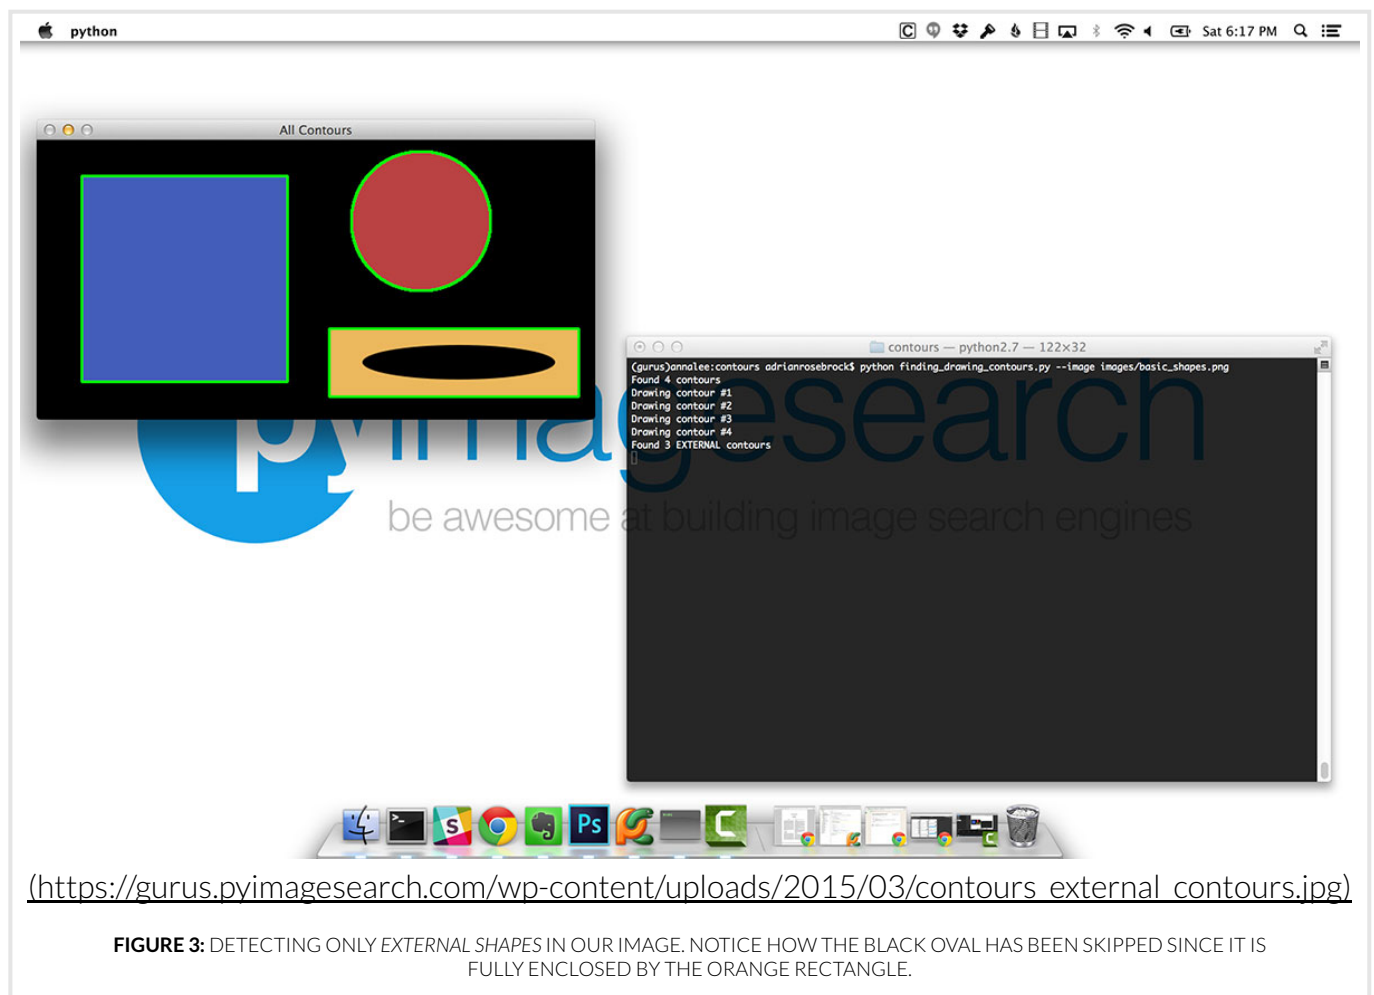 python
Sat 6:17 PM
All Contours
contours — python2.7 — 122×32
(gurus)annalee:contours adrianrosebrock$ python finding_drawing_contours.py --image images/basic_shapes.png
Found 4 contours
Drawing contour #1
Drawing contour #2
Drawing contour #3
Drawing contour #4
Found 3 EXTERNAL contours
pyimagesearch
be awesome at building image search engines
S
Ps
C
(https://gurus.pyimagesearch.com/wp-content/uploads/2015/03/contours_external_contours.jpg)
FIGURE 3: DETECTING ONLY EXTERNAL SHAPES IN OUR IMAGE. NOTICE HOW THE BLACK OVAL HAS BEEN SKIPPED SINCE IT IS
FULLY ENCLOSED BY THE ORANGE RECTANGLE.